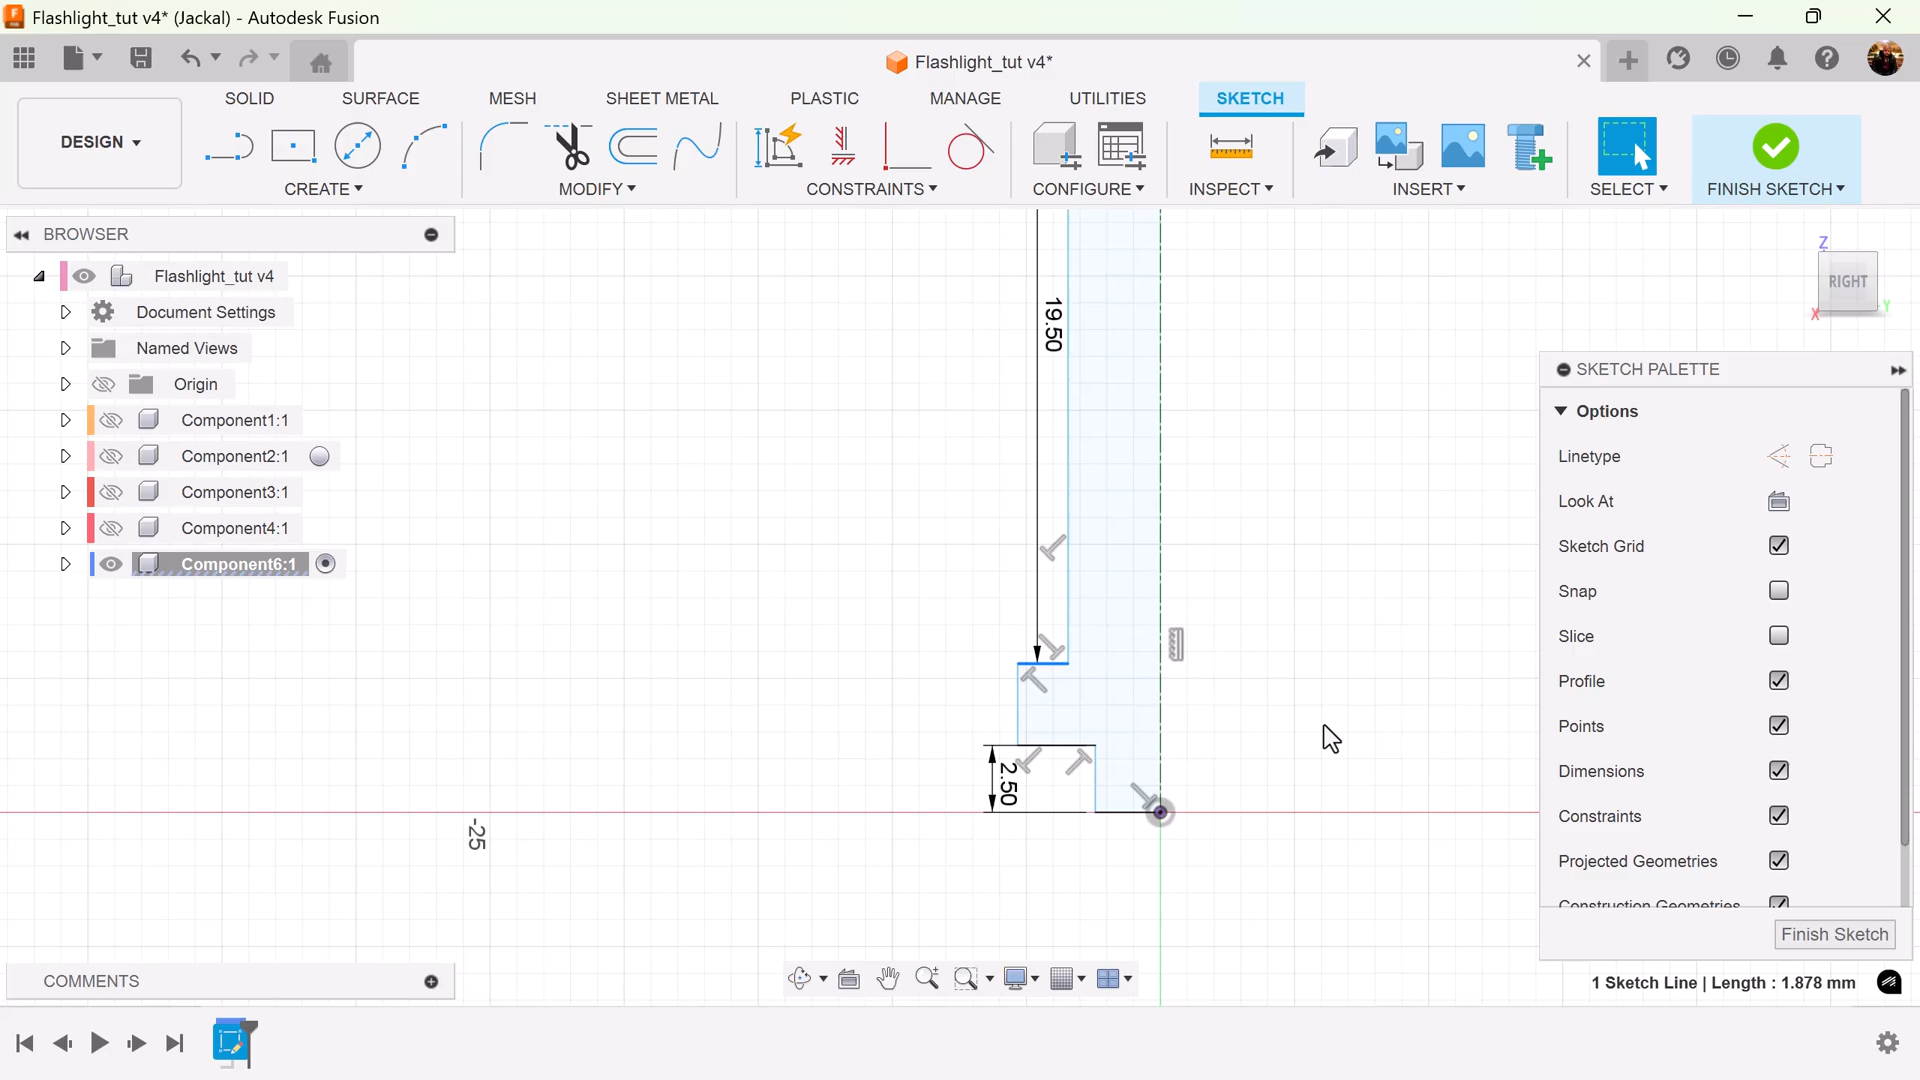 Flashlight_tut v4* (Jackal) - Autodesk Fusion
Flashlight_tut v4*
DESIGN
SOLID
SURFACE
MESH
SHEET METAL
PLASTIC
MANAGE
UTILITIES
SKETCH
CREATE
MODIFY
CONSTRAINTS
CONFIGURE
INSPECT
INSERT
SELECT
FINISH SKETCH
BROWSER
Flashlight_tut v4
Document Settings
Named Views
Origin
Component1:1
Component2:1
Component3:1
Component4:1
Component6:1
19.50
2.50
-25
Z
RIGHT
X
Y
SKETCH PALETTE
Options
Linetype
Look At
Sketch Grid
Snap
Slice
Profile
Points
Dimensions
Constraints
Projected Geometries
Construction Geometries
Finish Sketch
COMMENTS
1 Sketch Line | Length : 1.878 mm